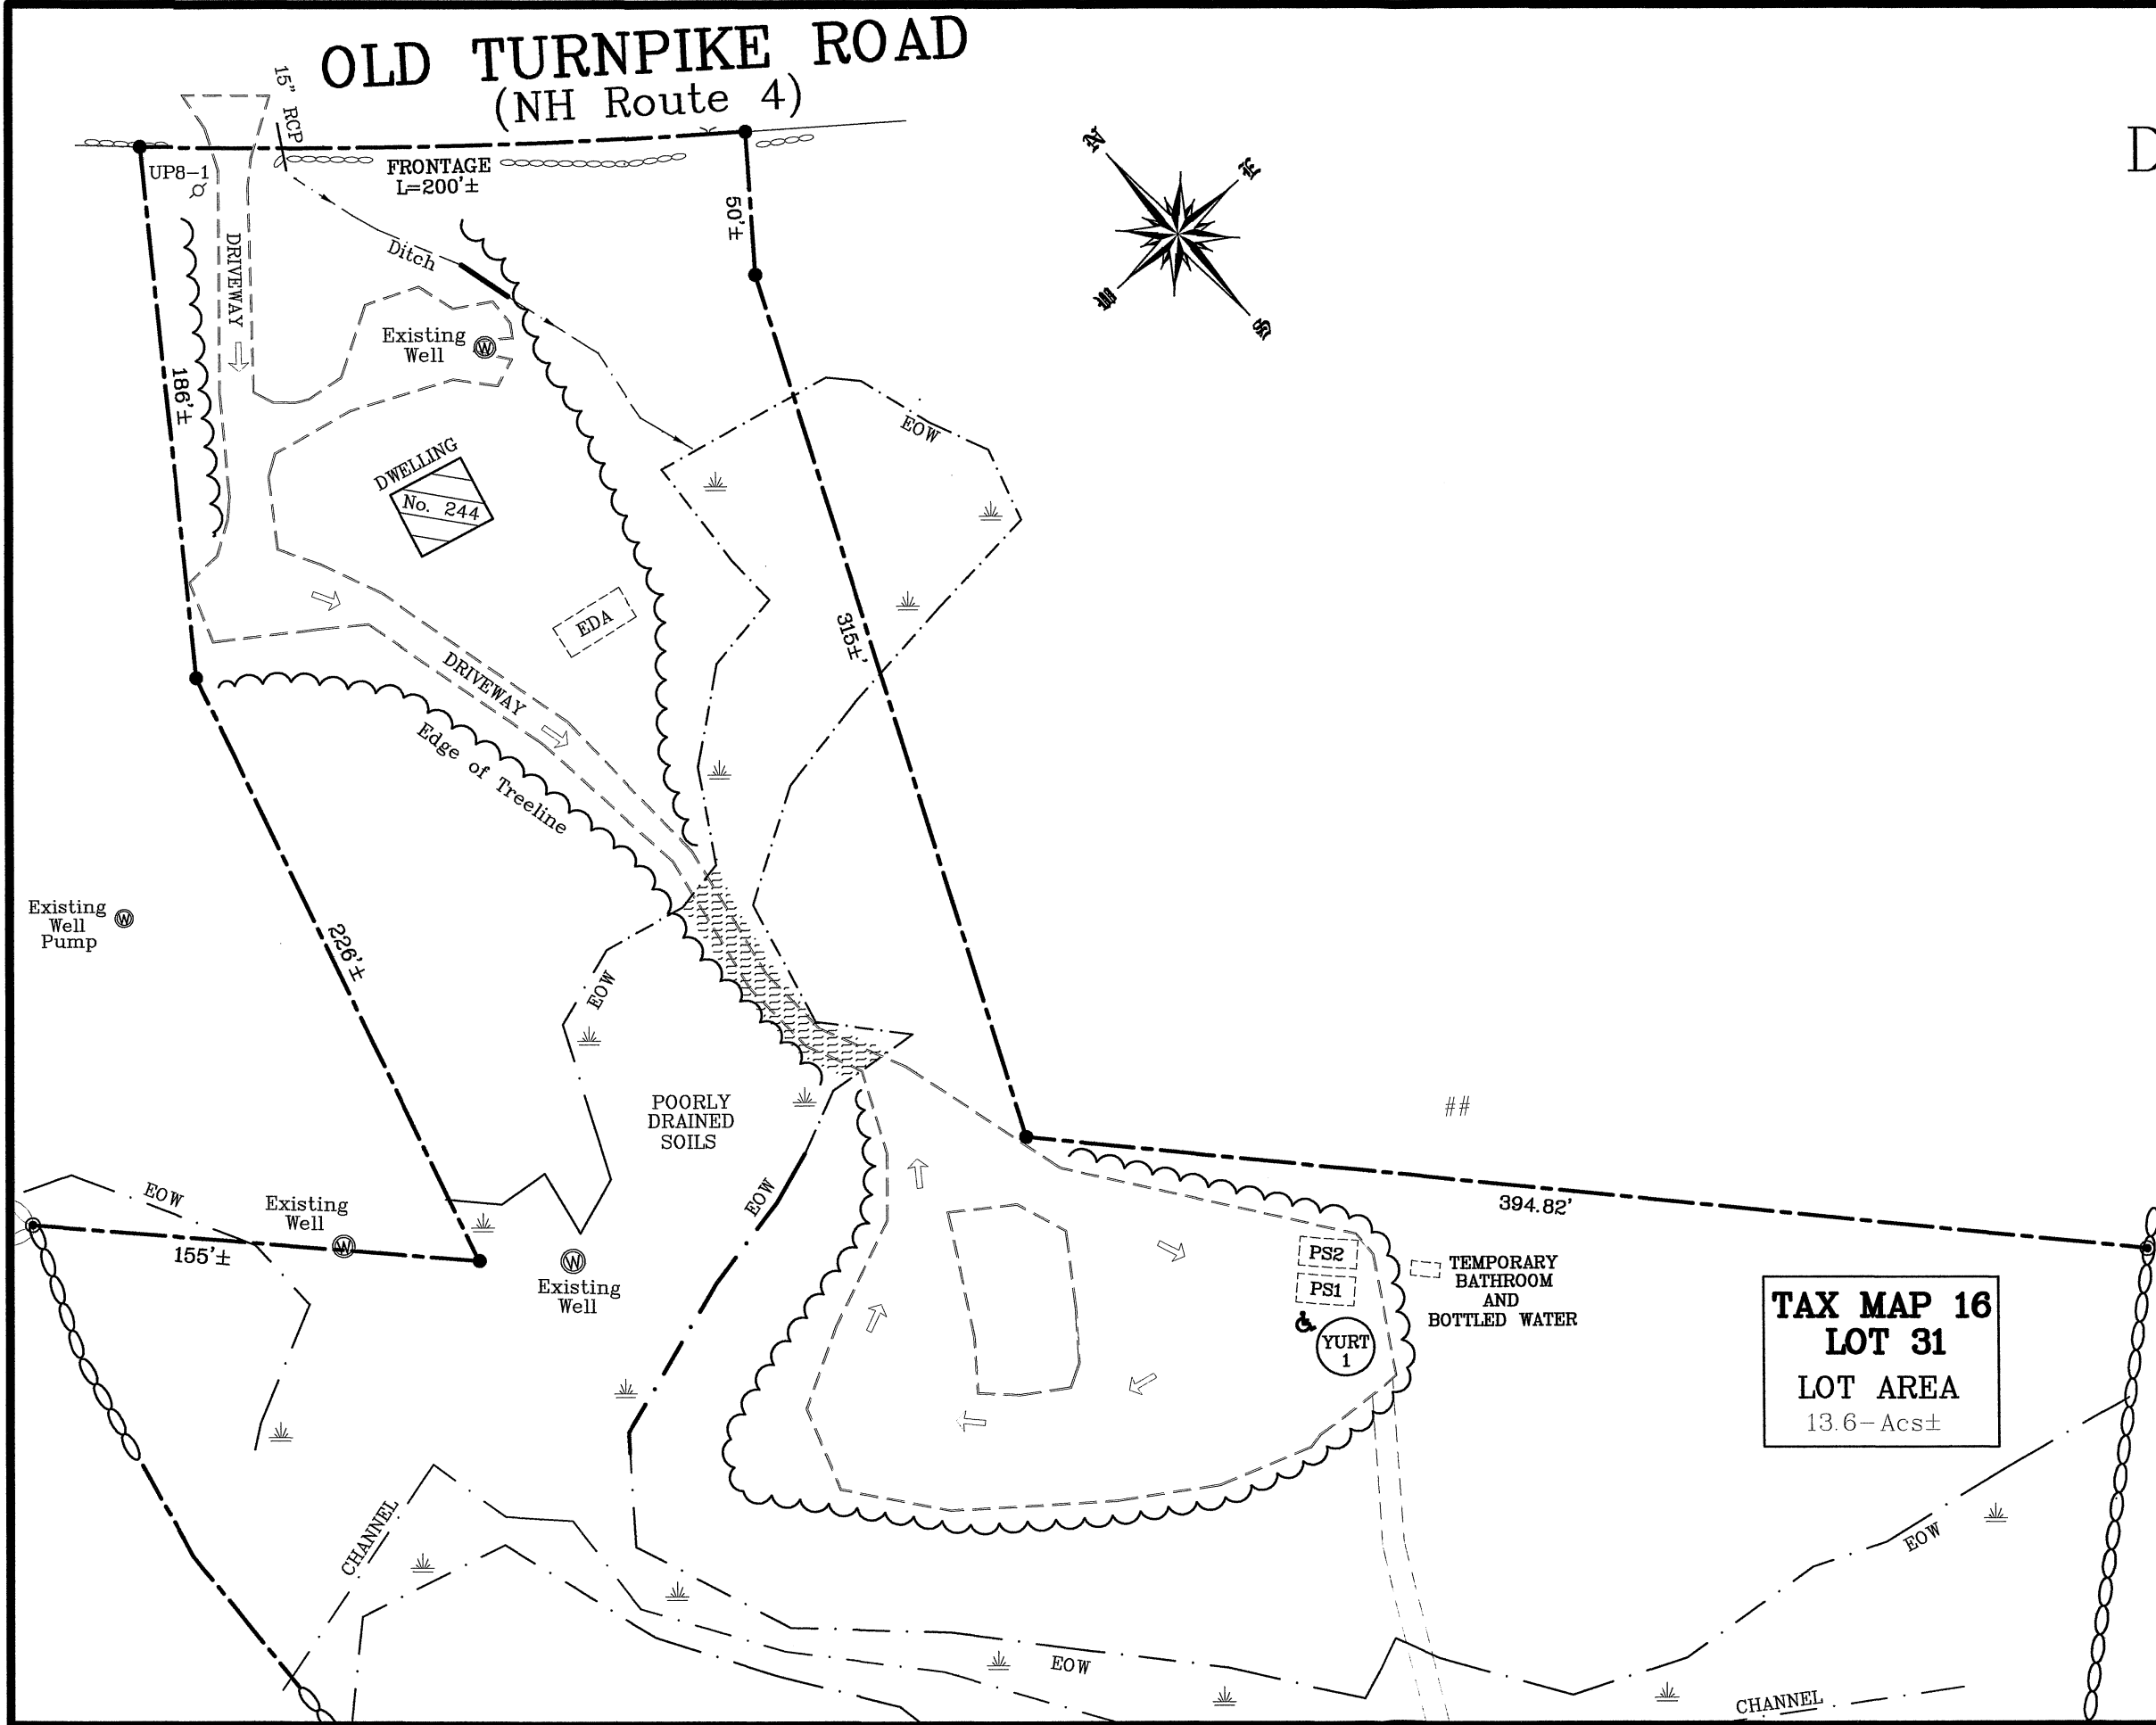 OLD TURNPIKE ROAD
(NH Route 4)
15" RCP
D
N
E
W
S
UP8-1
FRONTAGE
L=200'±
50'±
DRIVEWAY
Ditch
186'±
Existing
Well
W
EOW
DWELLING
No. 244
EDA
315±'
DRIVEWAY
Edge of Treeline
Existing
Well
Pump
W
226'±
EOW
POORLY
DRAINED
SOILS
##
EOW
EOW
Existing
Well
W
155'±
W
Existing
Well
394.82'
PS2
PS1
YURT
1
TEMPORARY
BATHROOM
AND
BOTTLED WATER
TAX MAP 16
LOT 31
LOT AREA
13.6-Acs±
CHANNEL
EOW
EOW
CHANNEL